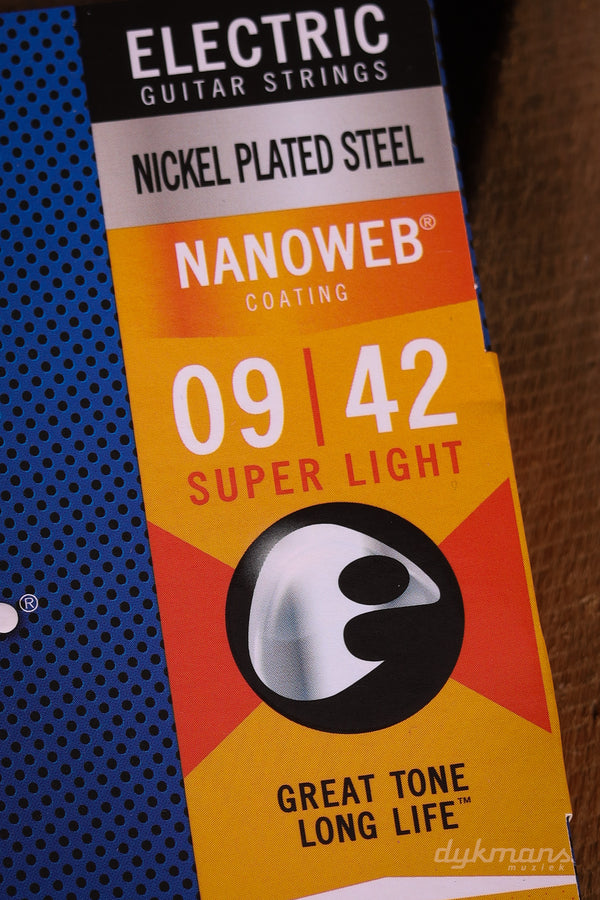 ELECTRIC
GUITAR STRINGS
NICKEL PLATED STEEL
NANOWEB®
COATING
09 | 42
SUPER LIGHT
®
GREAT TONE
LONG LIFE™
dykmans
muziek